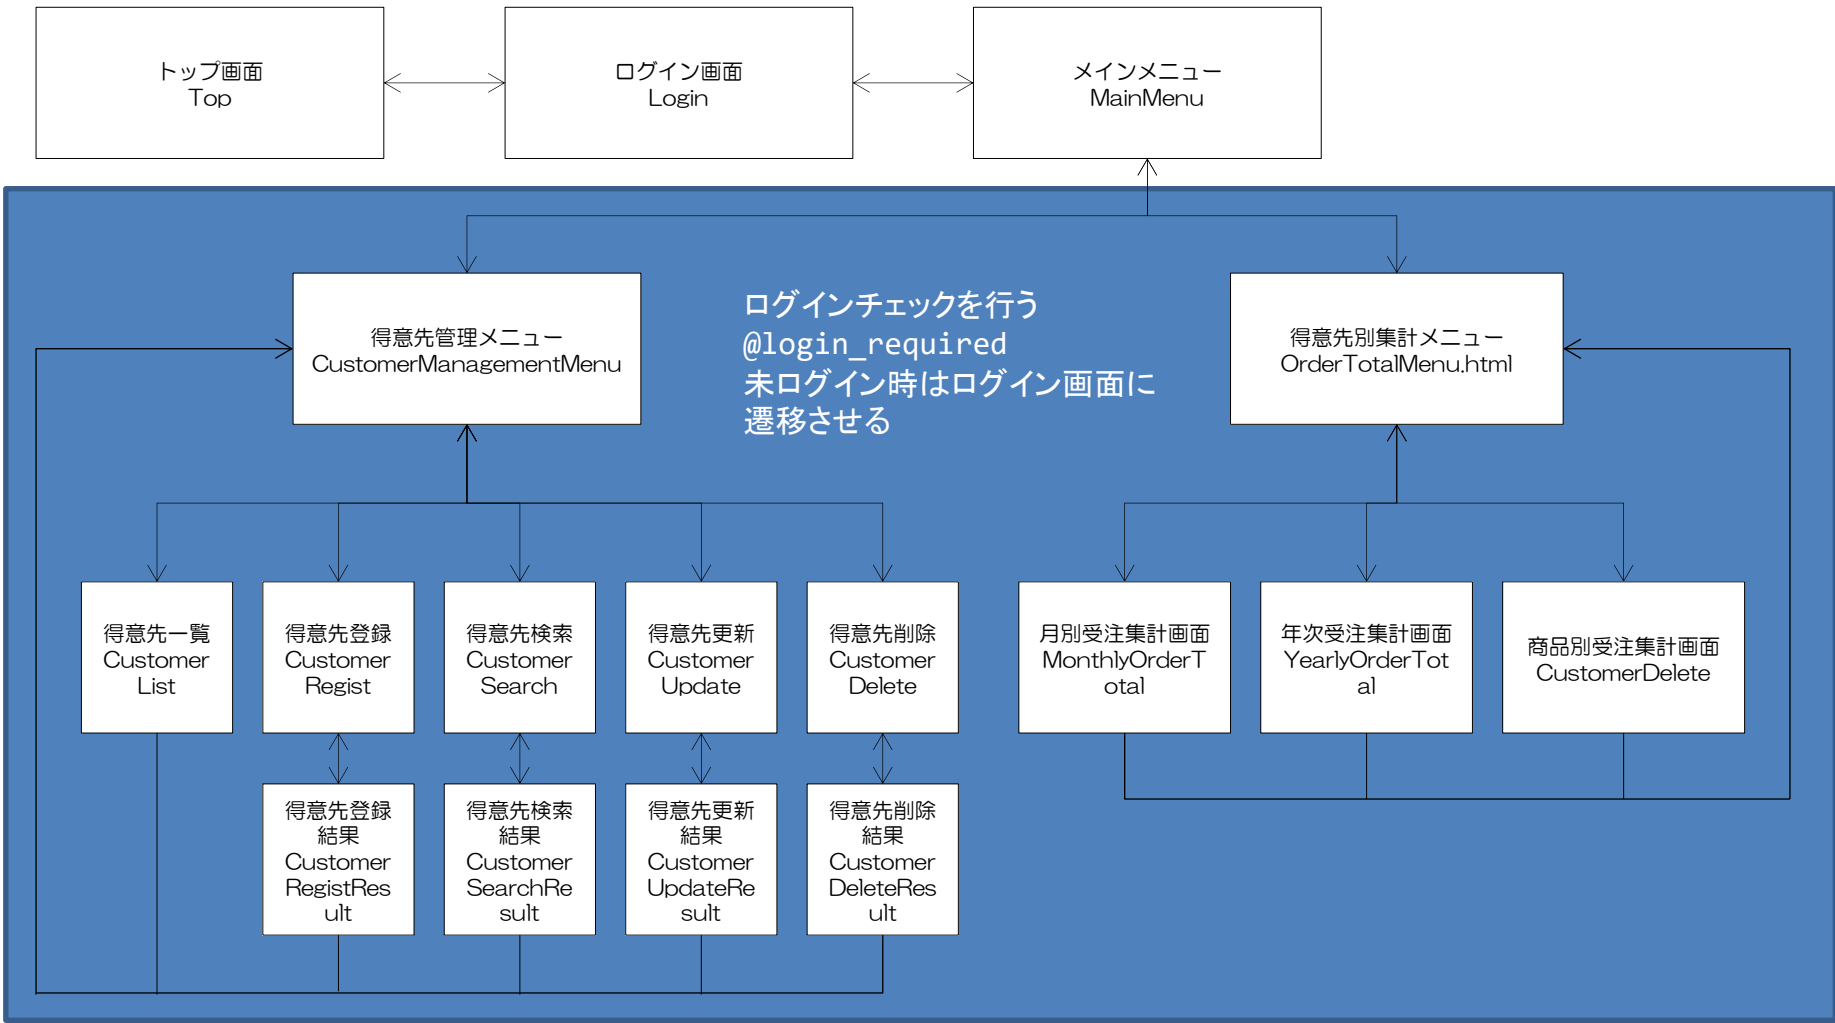 トップ画面
Top
ログイン画面
Login
メインメニュー
MainMenu
得意先管理メニュー
CustomerManagementMenu
ログインチェックを行う
@login_required
未ログイン時はログイン画面に
遷移させる
得意先別集計メニュー
OrderTotalMenu.html
得意先一覧
Customer
List
得意先登録
Customer
Regist
得意先検索
Customer
Search
得意先更新
Customer
Update
得意先削除
Customer
Delete
月別受注集計画面
MonthlyOrderT
otal
年次受注集計画面
YearlyOrderTot
al
商品別受注集計画面
CustomerDelete
得意先登録
結果
Customer
RegistRes
ult
得意先検索
結果
Customer
SearchRe
sult
得意先更新
結果
Customer
UpdateRe
sult
得意先削除
結果
Customer
DeleteRes
ult